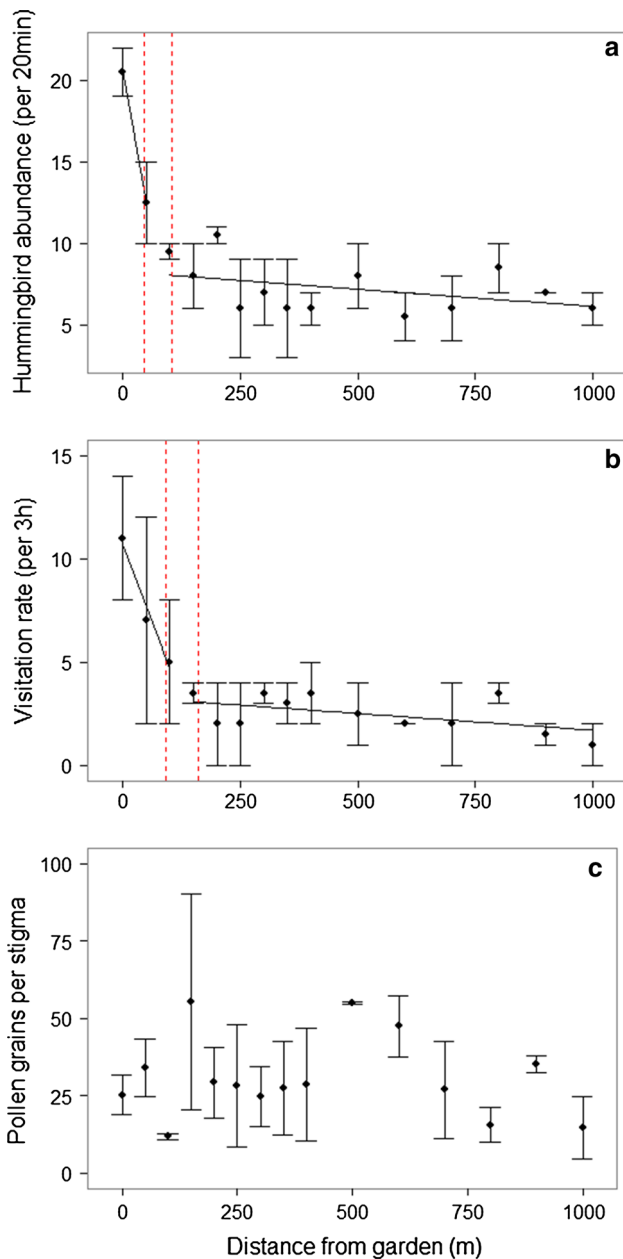 a
Hummingbird abundance (per 20min)
20
15
10
5
0 250 500 750 1000
b
Visitation rate (per 3h)
15
10
5
0
0 250 500 750 1000
c
Pollen grains per stigma
100
75
50
25
0
0 250 500 750 1000
Distance from garden (m)